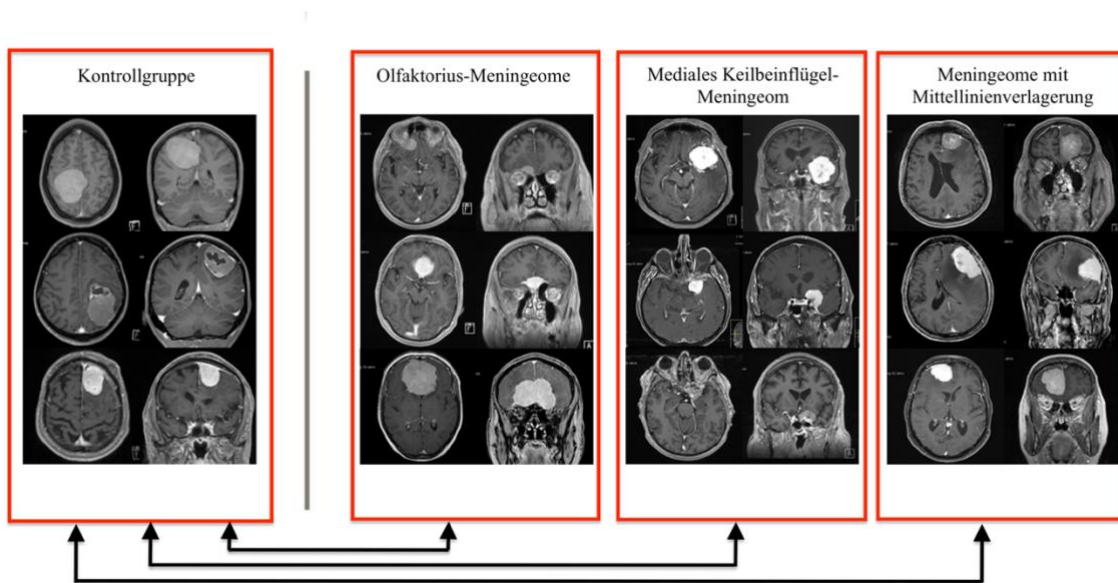 Kontrollgruppe
Olfaktorius-Meningeome
Mediales Keilbeinflügel-
Meningeom
Meningeome mit
Mittellinienverlagerung